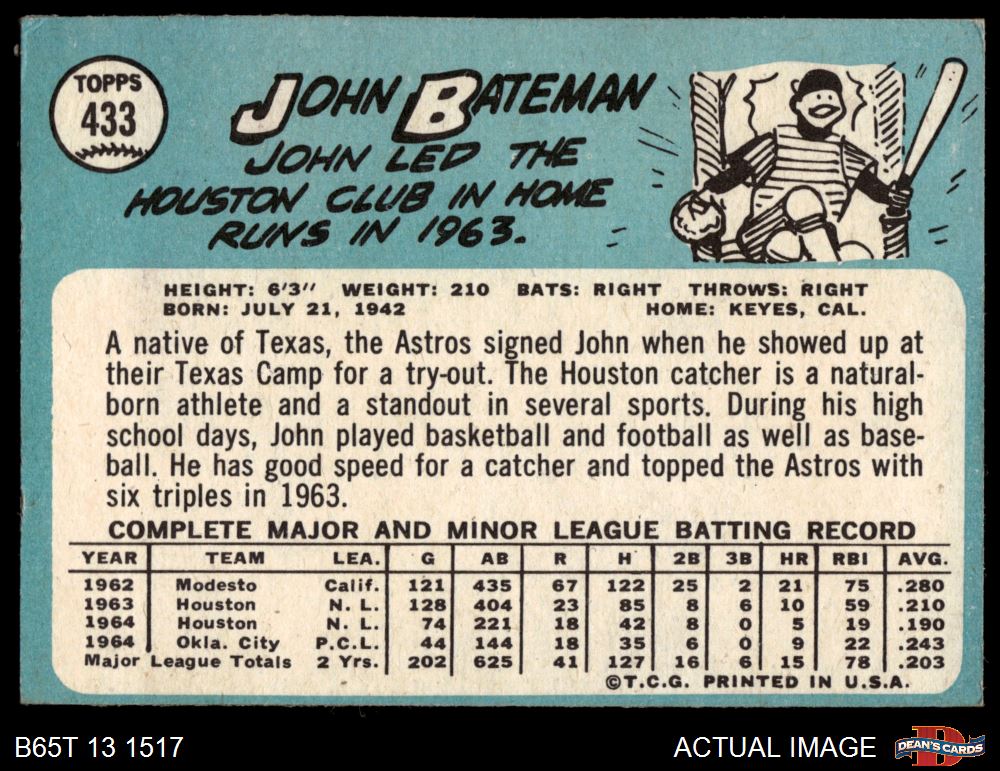 TOPPS
433
JOHN BATEMAN
JOHN LED THE
HOUSTON CLUB IN HOME
RUNS IN 1963.
HEIGHT: 6'3" WEIGHT: 210 BATS: RIGHT THROWS: RIGHT
BORN: JULY 21, 1942 HOME: KEYES, CAL.
A native of Texas, the Astros signed John when he showed up at
their Texas Camp for a try-out. The Houston catcher is a natural-
born athlete and a standout in several sports. During his high
school days, John played basketball and football as well as base-
ball. He has good speed for a catcher and topped the Astros with
six triples in 1963.
COMPLETE MAJOR AND MINOR LEAGUE BATTING RECORD
YEAR TEAM LEA. G AB R H 2B 3B HR RBI AVG.
1962 Modesto Calif. 121 435 67 122 25 2 21 75 .280
1963 Houston N. L. 128 404 23 85 8 6 10 59 .210
1964 Houston N. L. 74 221 18 42 8 0 5 19 .190
1964 Okla. City P.C.L. 44 144 18 35 6 0 9 22 .243
Major League Totals 2 Yrs. 202 625 41 127 16 6 15 78 .203
©T.C.G. PRINTED IN U.S.A.
B65T 13 1517 ACTUAL IMAGE
D
DEAN'S CARDS